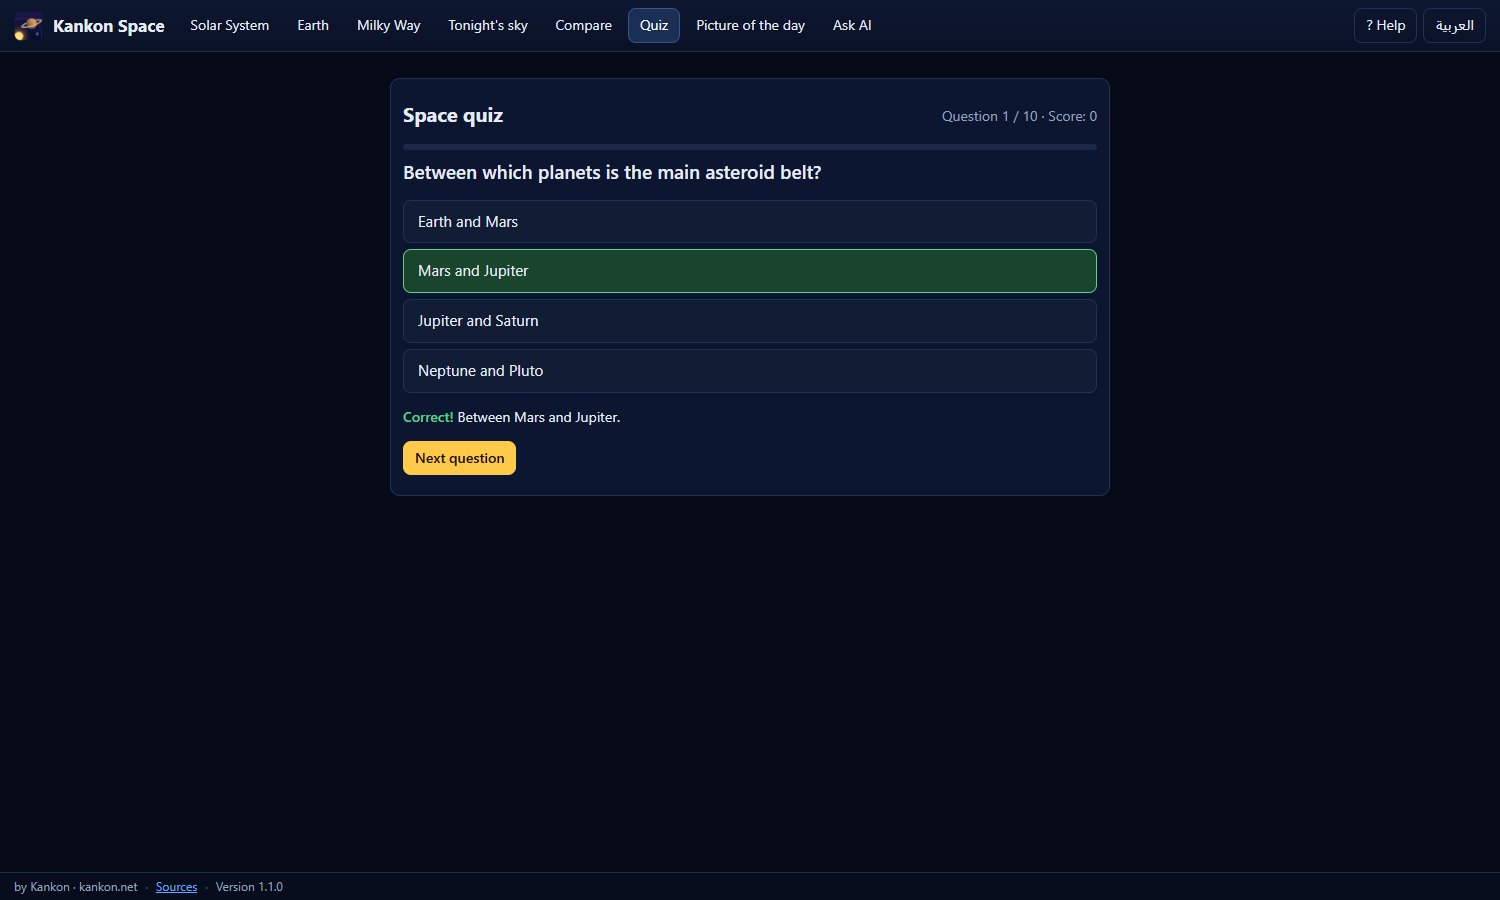 Kankon Space Solar System Earth Milky Way Tonight's sky Compare Quiz Picture of the day Ask AI ? Help العربية
Space quiz Question 1 / 10 · Score: 0
Between which planets is the main asteroid belt?
Earth and Mars
Mars and Jupiter
Jupiter and Saturn
Neptune and Pluto
Correct! Between Mars and Jupiter.
Next question
by Kankon · kankon.net · Sources · Version 1.1.0